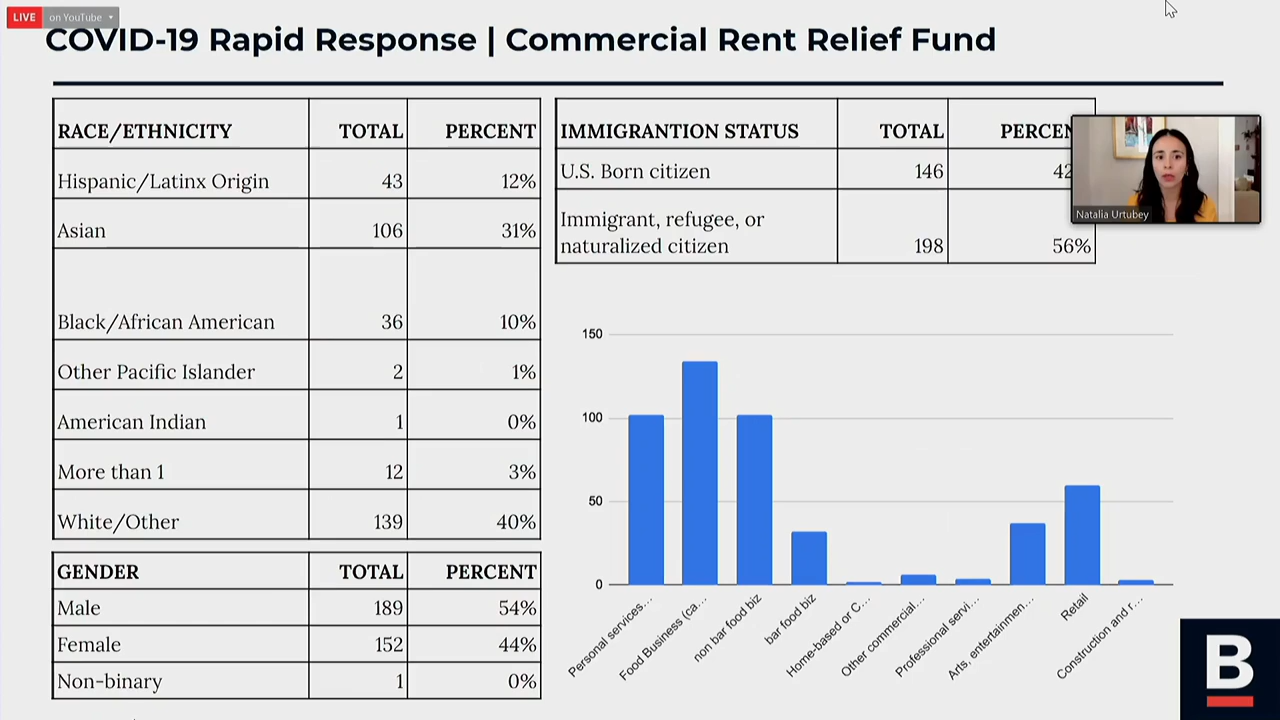 LIVE on YouTube
COVID-19 Rapid Response | Commercial Rent Relief Fund
RACE/ETHNICITY TOTAL PERCENT
Hispanic/Latinx Origin 43 12%
Asian 106 31%
Black/African American 36 10%
Other Pacific Islander 2 1%
American Indian 1 0%
More than 1 12 3%
White/Other 139 40%
GENDER TOTAL PERCENT
Male 189 54%
Female 152 44%
Non-binary 1 0%
IMMIGRANTION STATUS TOTAL PERCEN
U.S. Born citizen 146 42
Immigrant, refugee, or
naturalized citizen 198 56%
Natalia Urtubey
150
100
50
0
Personal services...
Food Business (ca...
non bar food biz
bar food biz
Home-based or C...
Other commercial...
Professional servi...
Arts, entertainmen...
Retail
Construction and r...
B